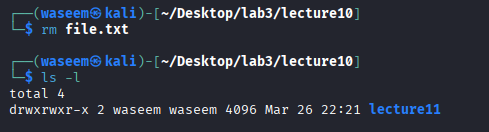 ┌──(waseem㉿kali)-[~/Desktop/lab3/lecture10]
└─$ rm file.txt
┌──(waseem㉿kali)-[~/Desktop/lab3/lecture10]
└─$ ls -l
total 4
drwxrwxr-x 2 waseem waseem 4096 Mar 26 22:21 lecture11